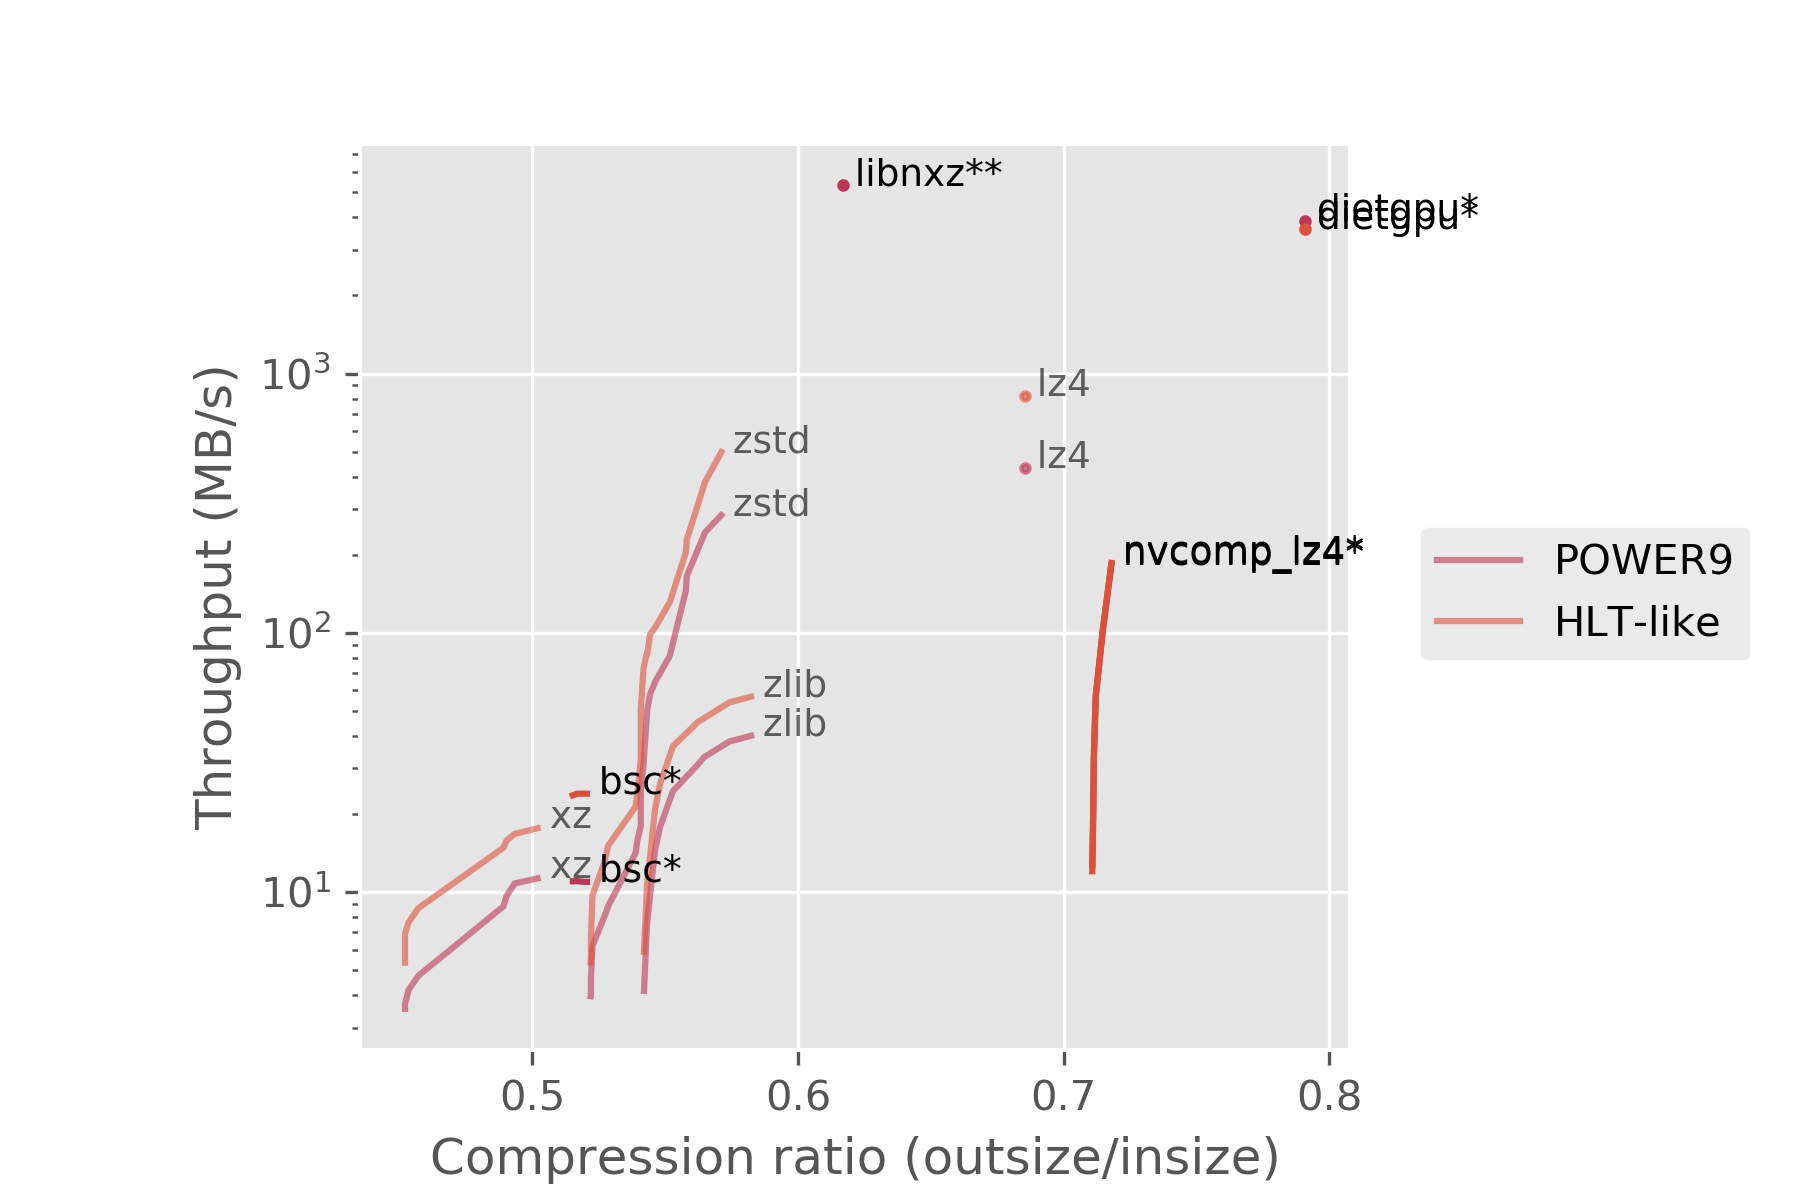 libnxz**
dietgpu*
dietgpu*
10³
lz4
zstd
lz4
zstd
nvcomp_lz4*
POWER9
HLT-like
10²
zlib
zlib
bsc*
xz
xz
bsc*
10¹
Throughput (MB/s)
0.5 0.6 0.7 0.8
Compression ratio (outsize/insize)